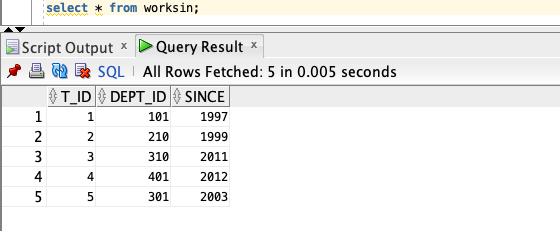 select * from worksin;
Script Output x Query Result x
SQL | All Rows Fetched: 5 in 0.005 seconds
T_ID DEPT_ID SINCE
1 1 101 1997
2 2 210 1999
3 3 310 2011
4 4 401 2012
5 5 301 2003